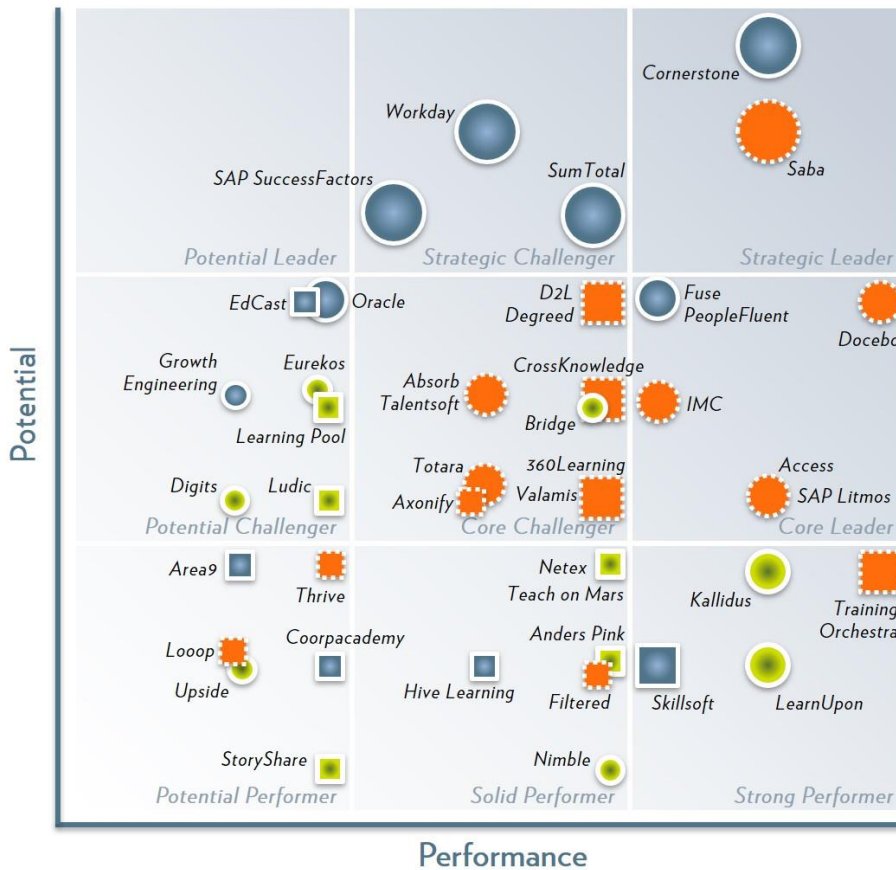 Potential
Cornerstone
Workday
Saba
SAP SuccessFactors
SumTotal
Potential Leader
Strategic Challenger
Strategic Leader
EdCast
Oracle
D2L
Degreed
Fuse
PeopleFluent
Docebo
Growth
Engineering
Eurekos
Learning Pool
Absorb
Talentsoft
CrossKnowledge
Bridge
IMC
Digits
Ludic
Totara
Axonify
360Learning
Valamis
Access
SAP Litmos
Potential Challenger
Core Challenger
Core Leader
Area9
Thrive
Netex
Teach on Mars
Kallidus
Training
Orchestra
Looop
Upside
Coorpacademy
Hive Learning
Anders Pink
Filtered
Skillsoft
LearnUpon
StoryShare
Nimble
Potential Performer
Solid Performer
Strong Performer
Performance